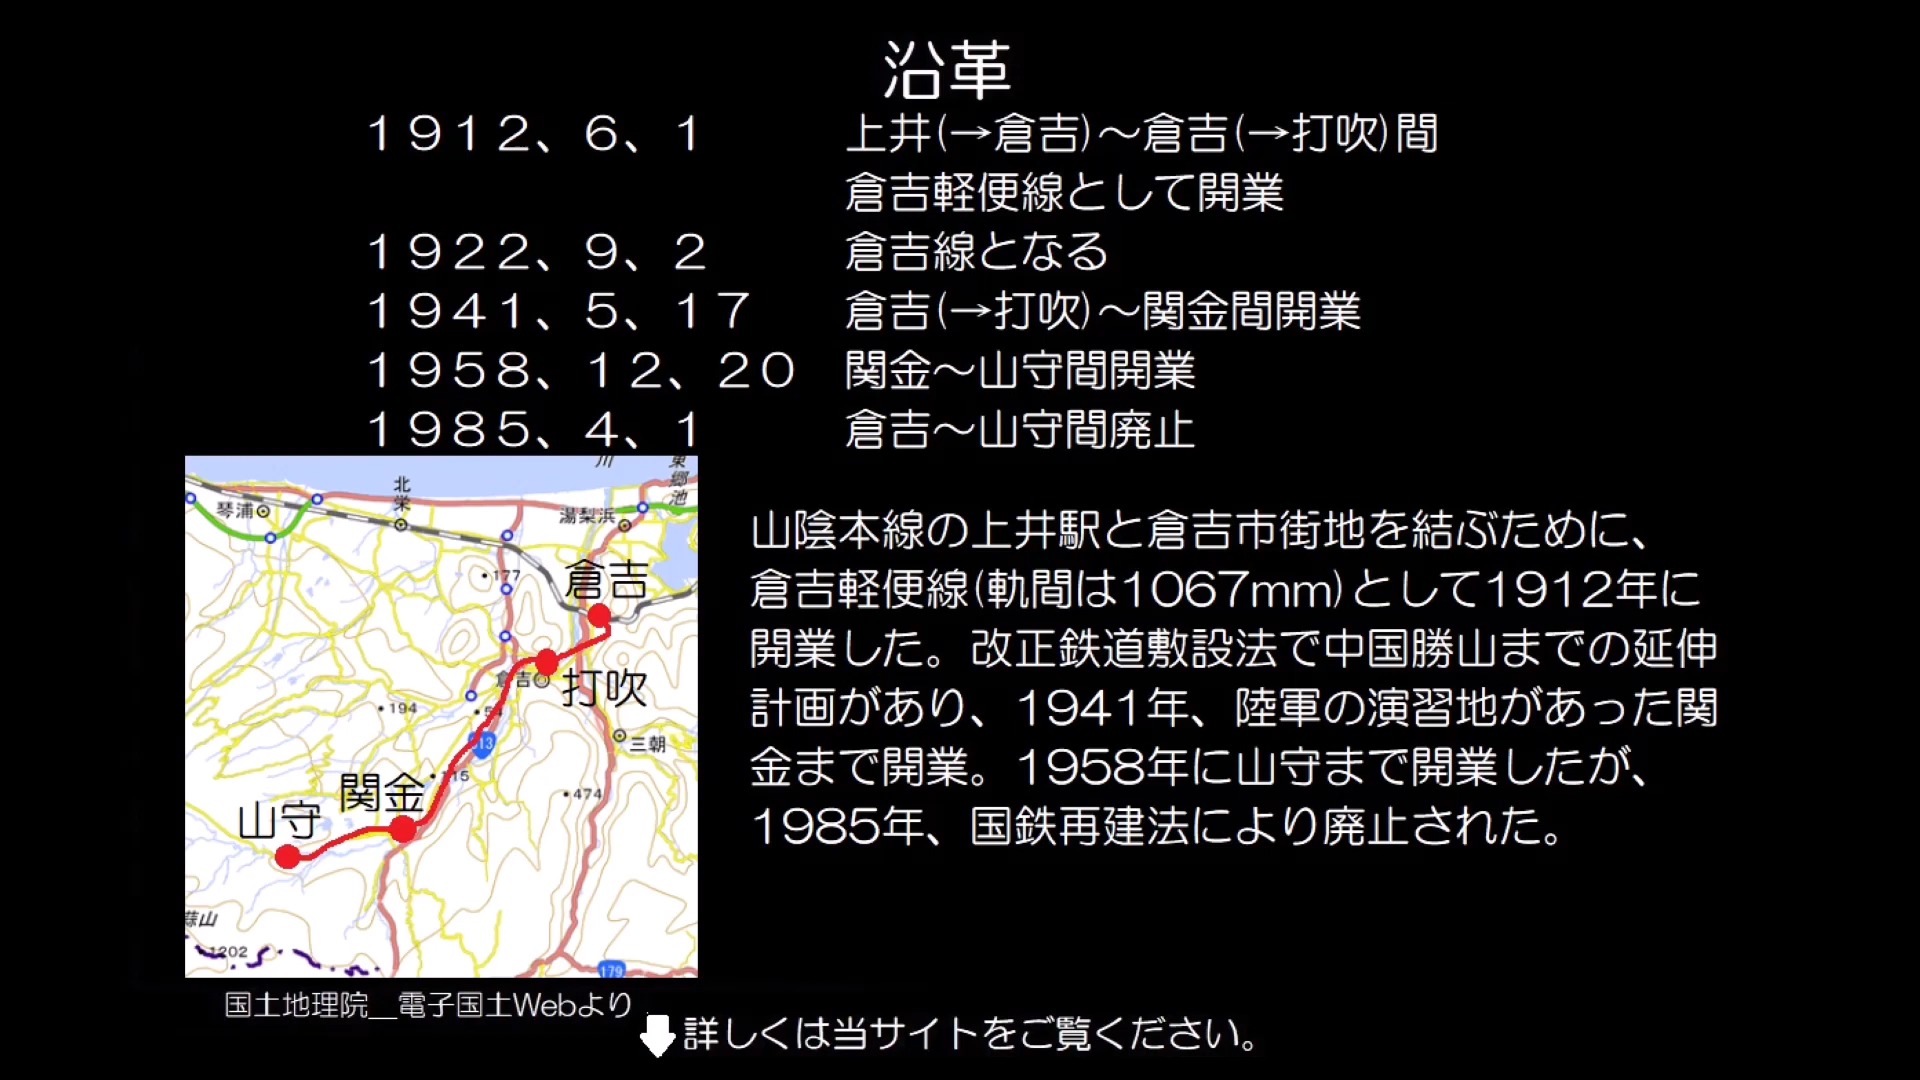 沿革
１９１２、６、１　上井(→倉吉)～倉吉(→打吹)間
倉吉軽便線として開業
１９２２、９、２　倉吉線となる
１９４１、５、１７　倉吉(→打吹)～関金間開業
１９５８、１２、２０　関金～山守間開業
１９８５、４、１　倉吉～山守間廃止
山陰本線の上井駅と倉吉市街地を結ぶために、
倉吉軽便線(軌間は1067mm)として1912年に
開業した。改正鉄道敷設法で中国勝山までの延伸
計画があり、1941年、陸軍の演習地があった関
金まで開業。1958年に山守まで開業したが、
1985年、国鉄再建法により廃止された。
川
東郷池
北栄
琴浦
湯梨浜
177
倉吉
倉吉
打吹
194
54
313
三朝
115
関金
474
山守
蒜山
1202
179
国土地理院__電子国土Webより
詳しくは当サイトをご覧ください。